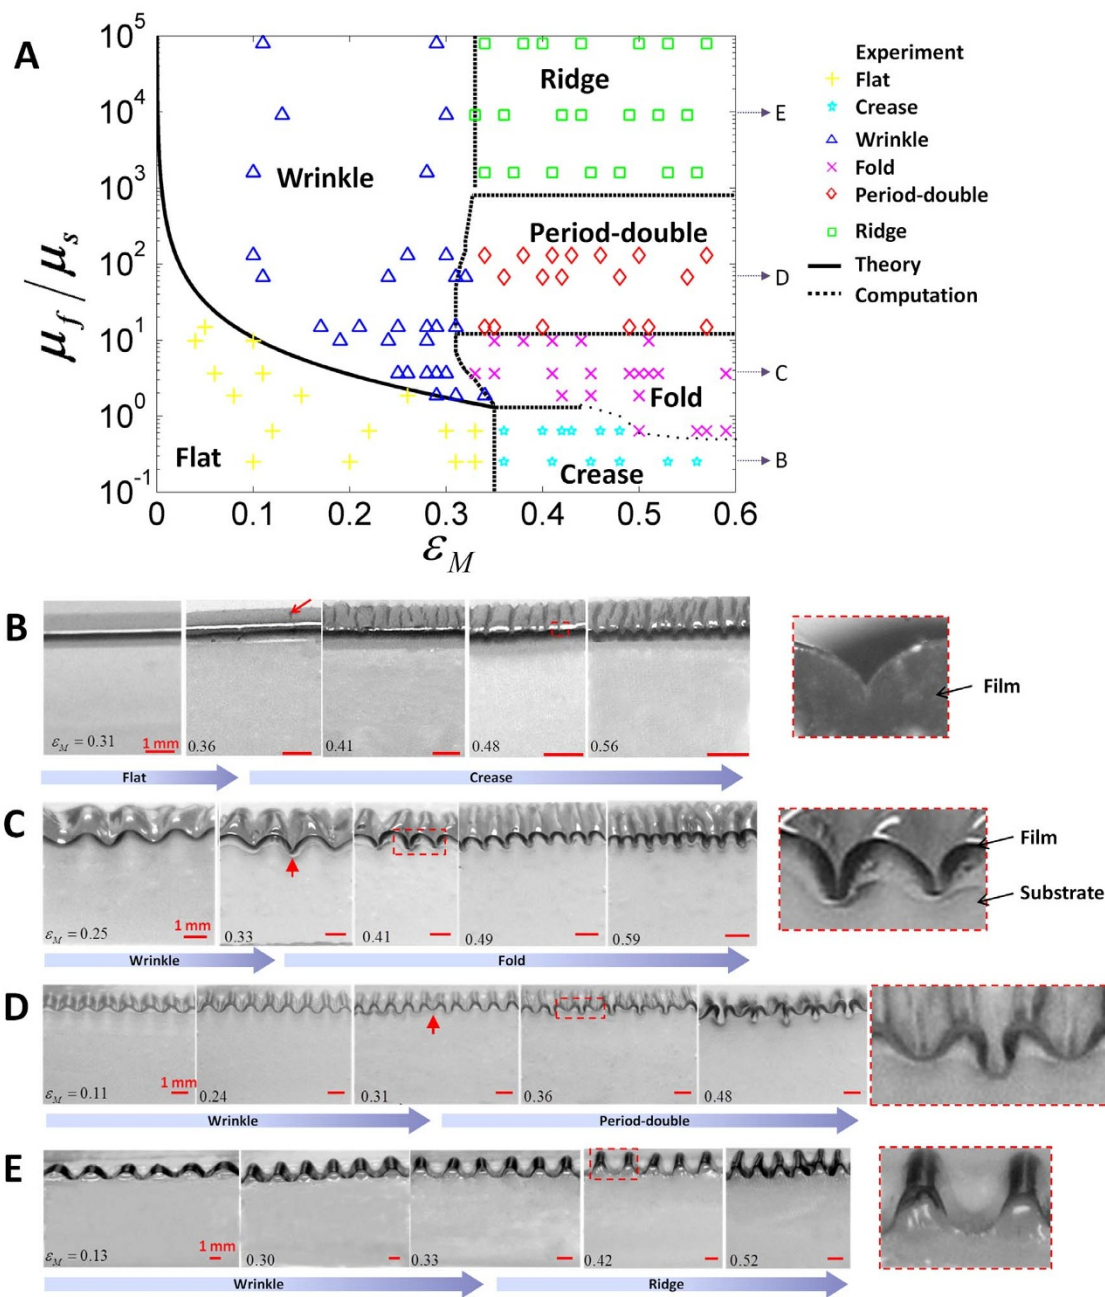 A
10^5
10^4
10^3
10^2
10^1
10^0
10^-1
μ_f / μ_s
0
0.1
0.2
0.3
0.4
0.5
0.6
ε_M
Ridge
Wrinkle
Period-double
Fold
Flat
Crease
E
D
C
B
Experiment
Flat
Crease
Wrinkle
Fold
Period-double
Ridge
Theory
Computation
B
ε_M = 0.31
1 mm
0.36
0.41
0.48
0.56
Film
Flat
Crease
C
ε_M = 0.25
1 mm
0.33
0.41
0.49
0.59
Film
Substrate
Wrinkle
Fold
D
ε_M = 0.11
1 mm
0.24
0.31
0.36
0.48
Wrinkle
Period-double
E
ε_M = 0.13
1 mm
0.30
0.33
0.42
0.52
Wrinkle
Ridge